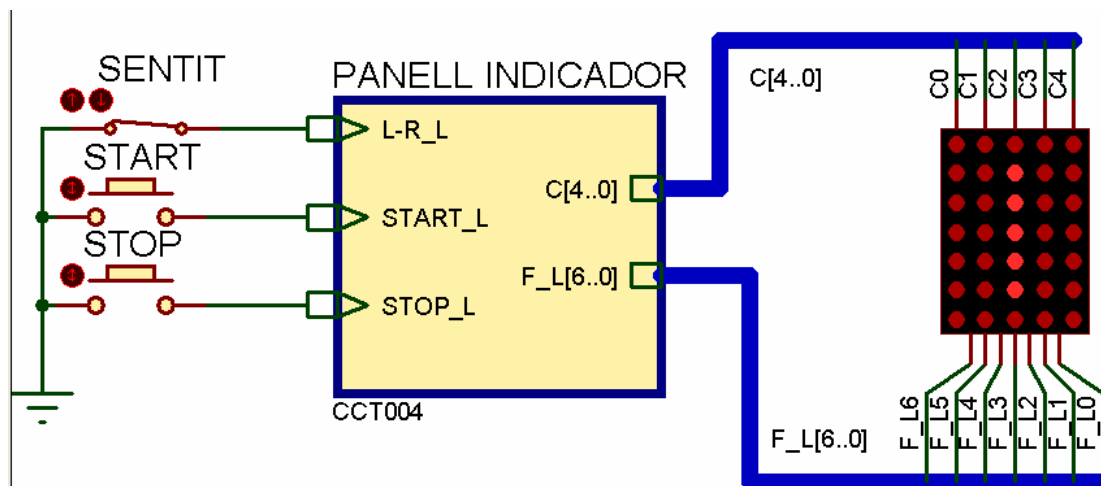 SENTIT
START
STOP
PANELL INDICADOR
L-R_L
START_L
STOP_L
C[4..0]
F_L[6..0]
CCT004
C[4..0]
F_L[6..0]
C0
C1
C2
C3
C4
F_L6
F_L5
F_L4
F_L3
F_L2
F_L1
F_L0